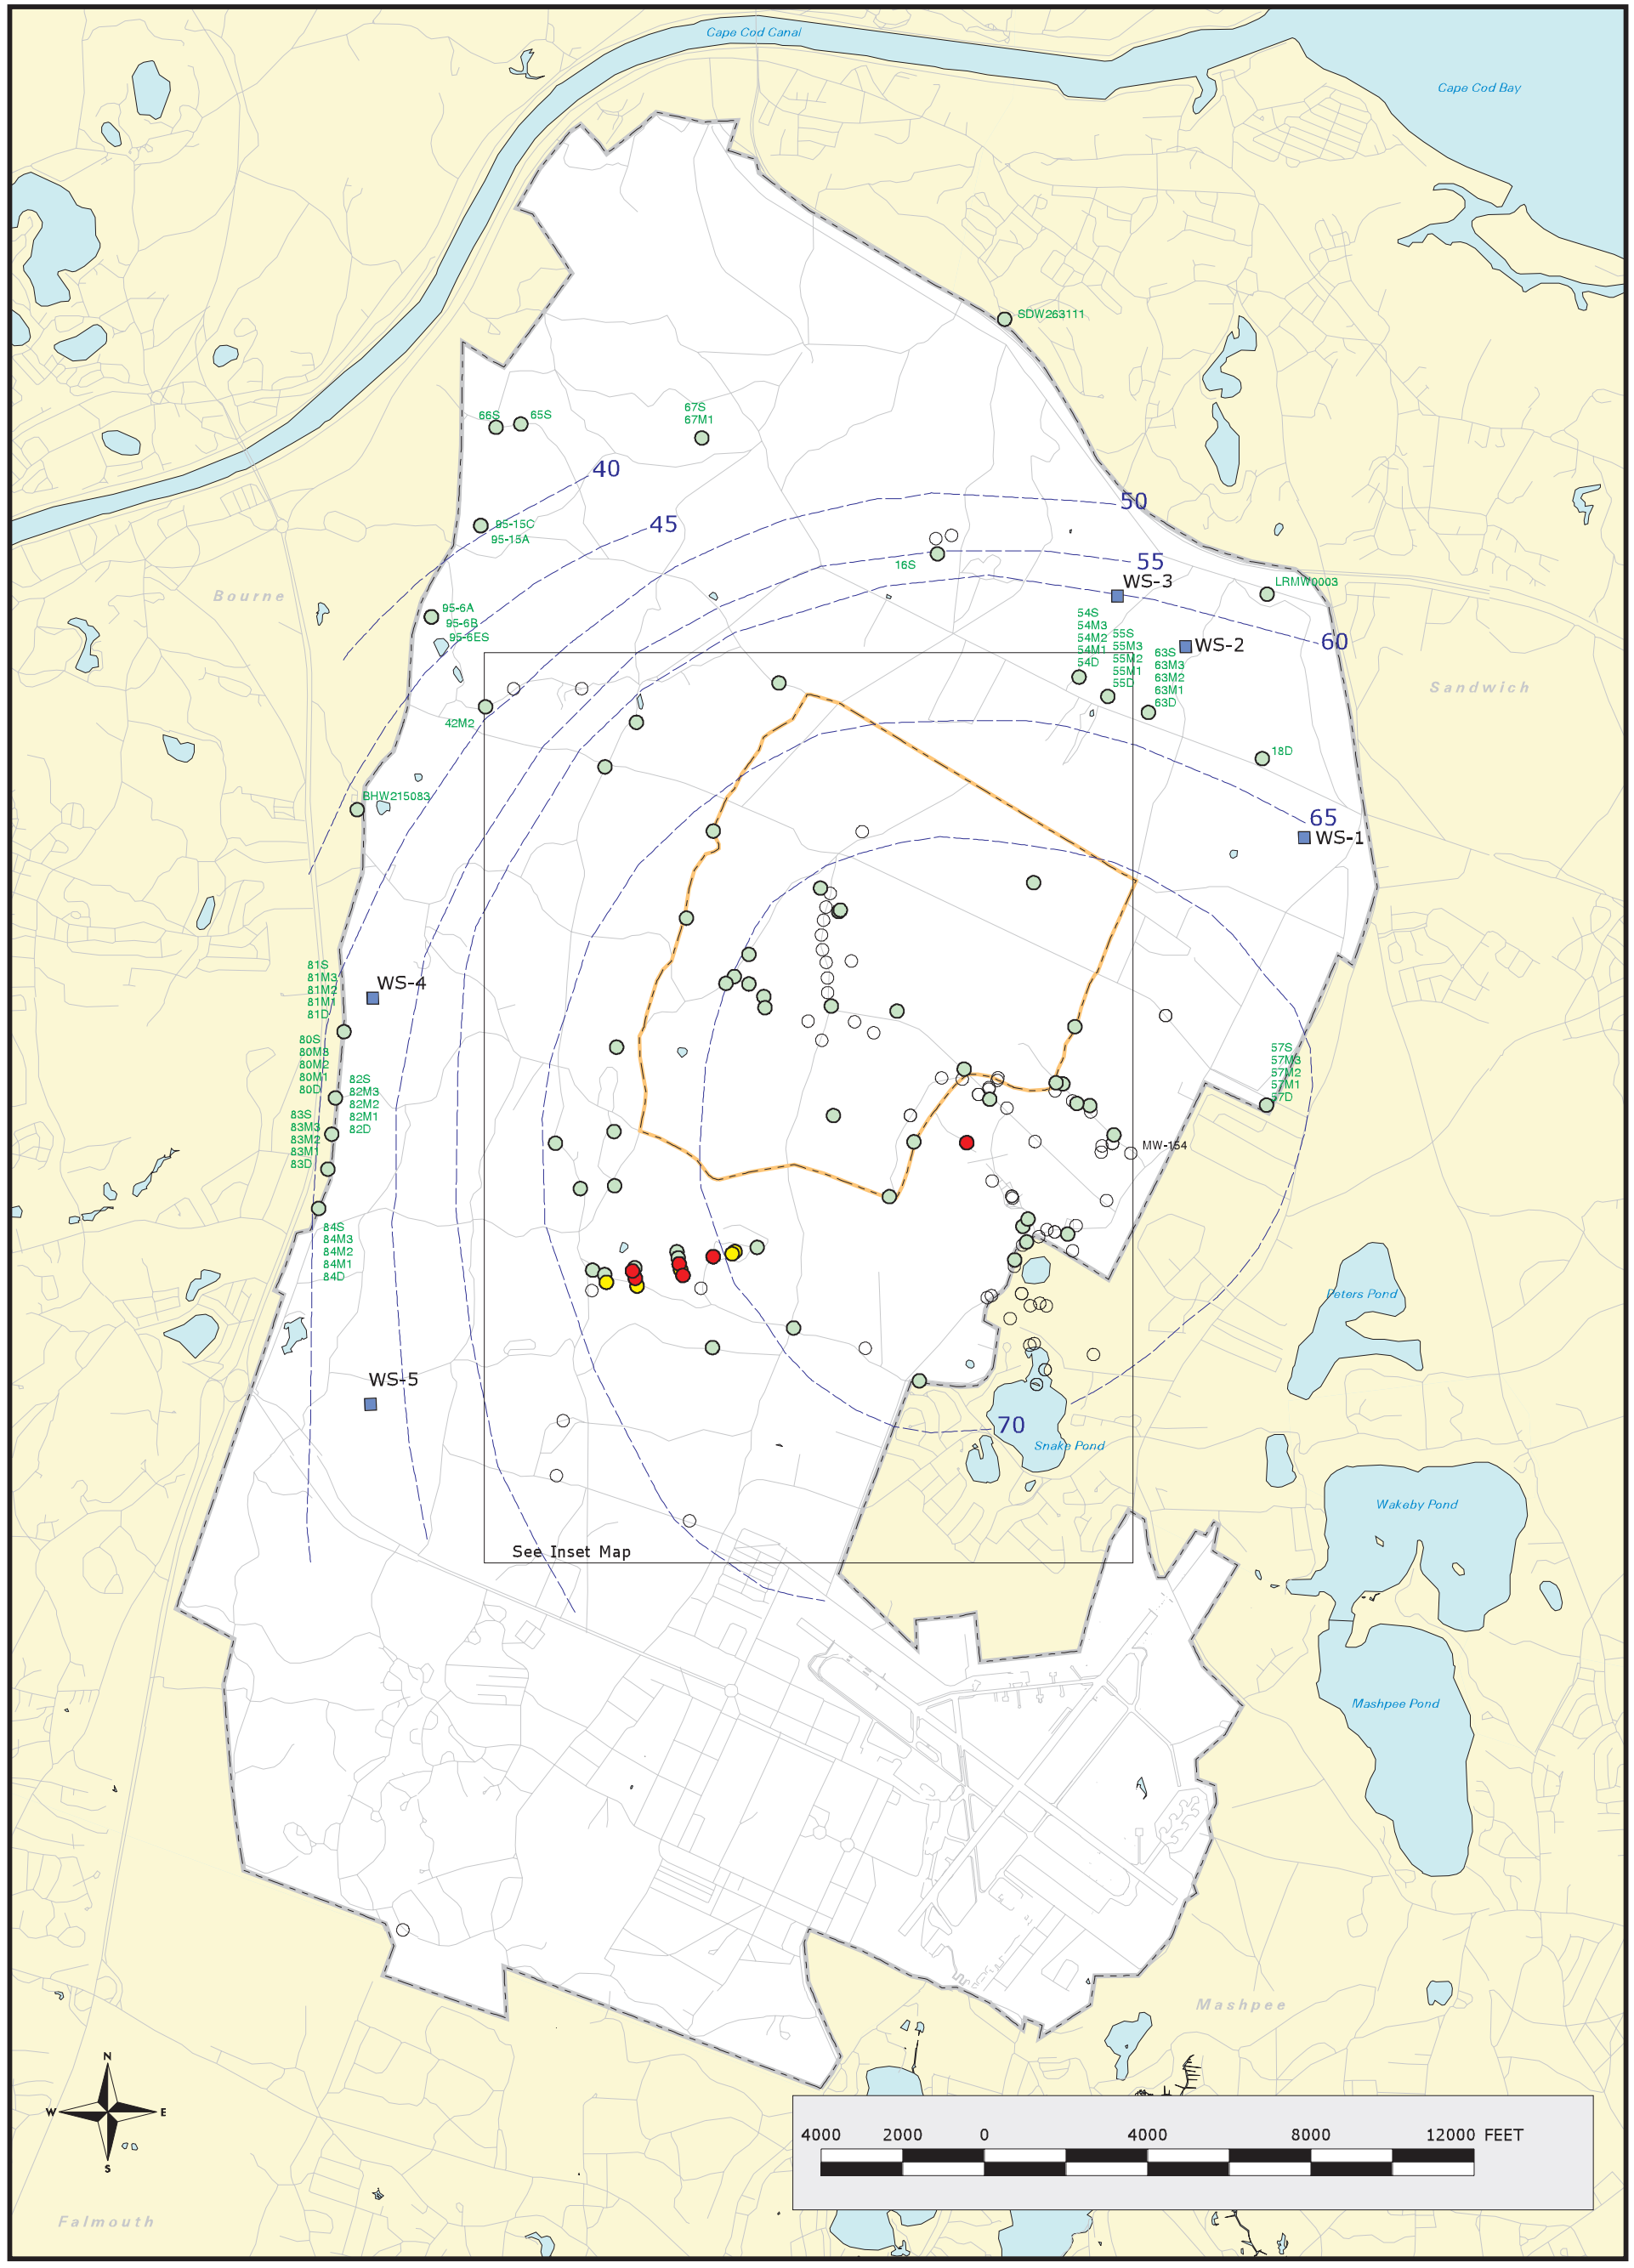 Cape Cod Canal
Cape Cod Bay
SDW263111
66S
65S
67S
67M1
40
45
50
95-15C
95-15A
16S
55
WS-3
LRMW0003
Bourne
95-6A
95-6B
95-6ES
54S
54M3
54M2
54M1
54D
55S
55M3
55M2
55M1
55D
60
WS-2
63S
63M3
63M2
63M1
63D
Sandwich
42M2
18D
BHW215083
65
WS-1
81S
81M3
81M2
81M1
81D
WS-4
80S
80M3
80M2
80M1
80D
82S
82M3
82M2
82M1
82D
83S
83M3
83M2
83M1
83D
57S
57M3
57M2
57M1
57D
MW-154
84S
84M3
84M2
84M1
84D
Peters Pond
WS-5
70
Snake Pond
Wakeby Pond
See Inset Map
Mashpee Pond
Mashpee
N
W
E
S
4000
2000
0
4000
8000
12000 FEET
Falmouth